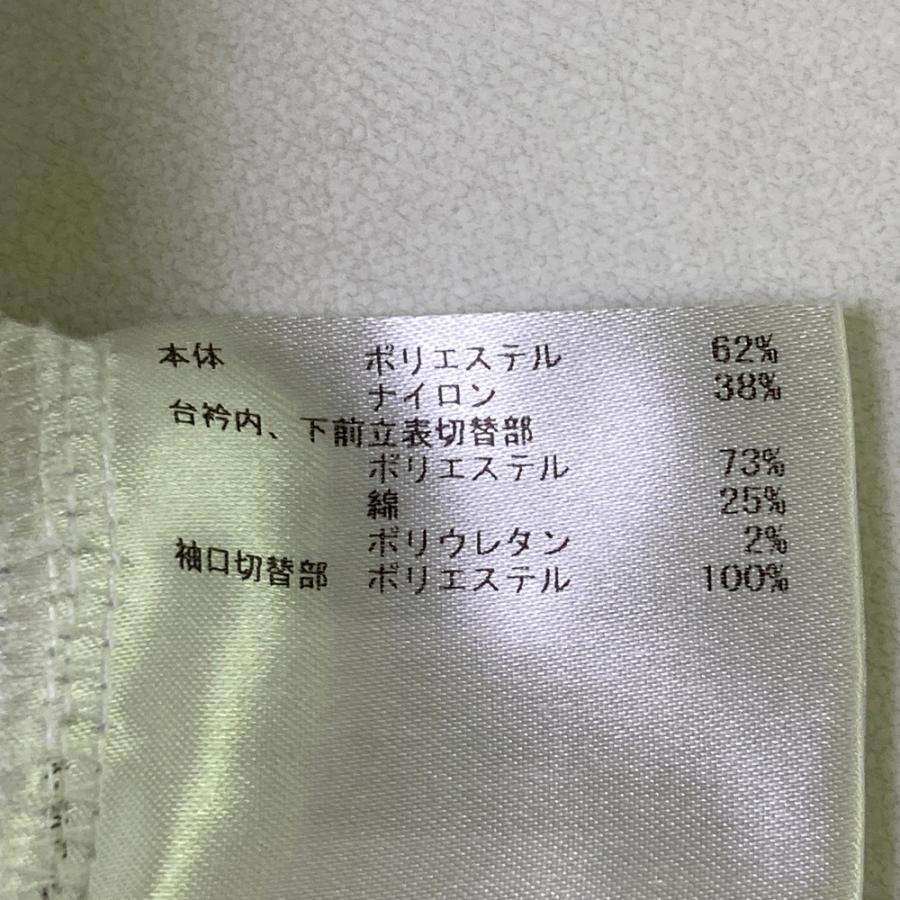 本体 ポリエステル 62%
ナイロン 38%
台衿内、下前立表切替部
ポリエステル 73%
綿 25%
ポリウレタン 2%
袖口切替部 ポリエステル 100%